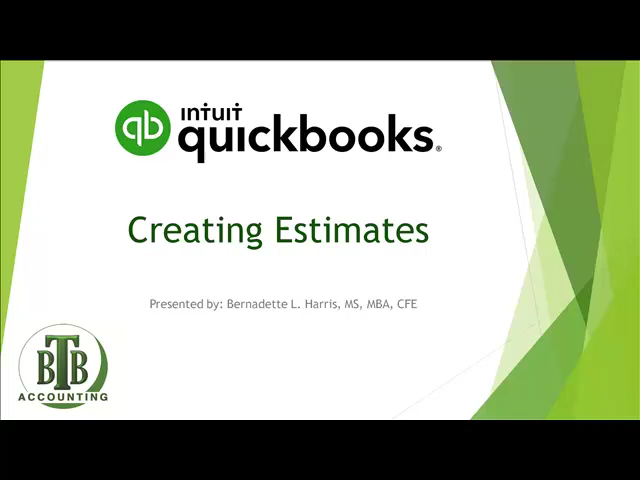 intuit
qb quickbooks.®
Creating Estimates
Presented by: Bernadette L. Harris, MS, MBA, CFE
BTB
ACCOUNTING